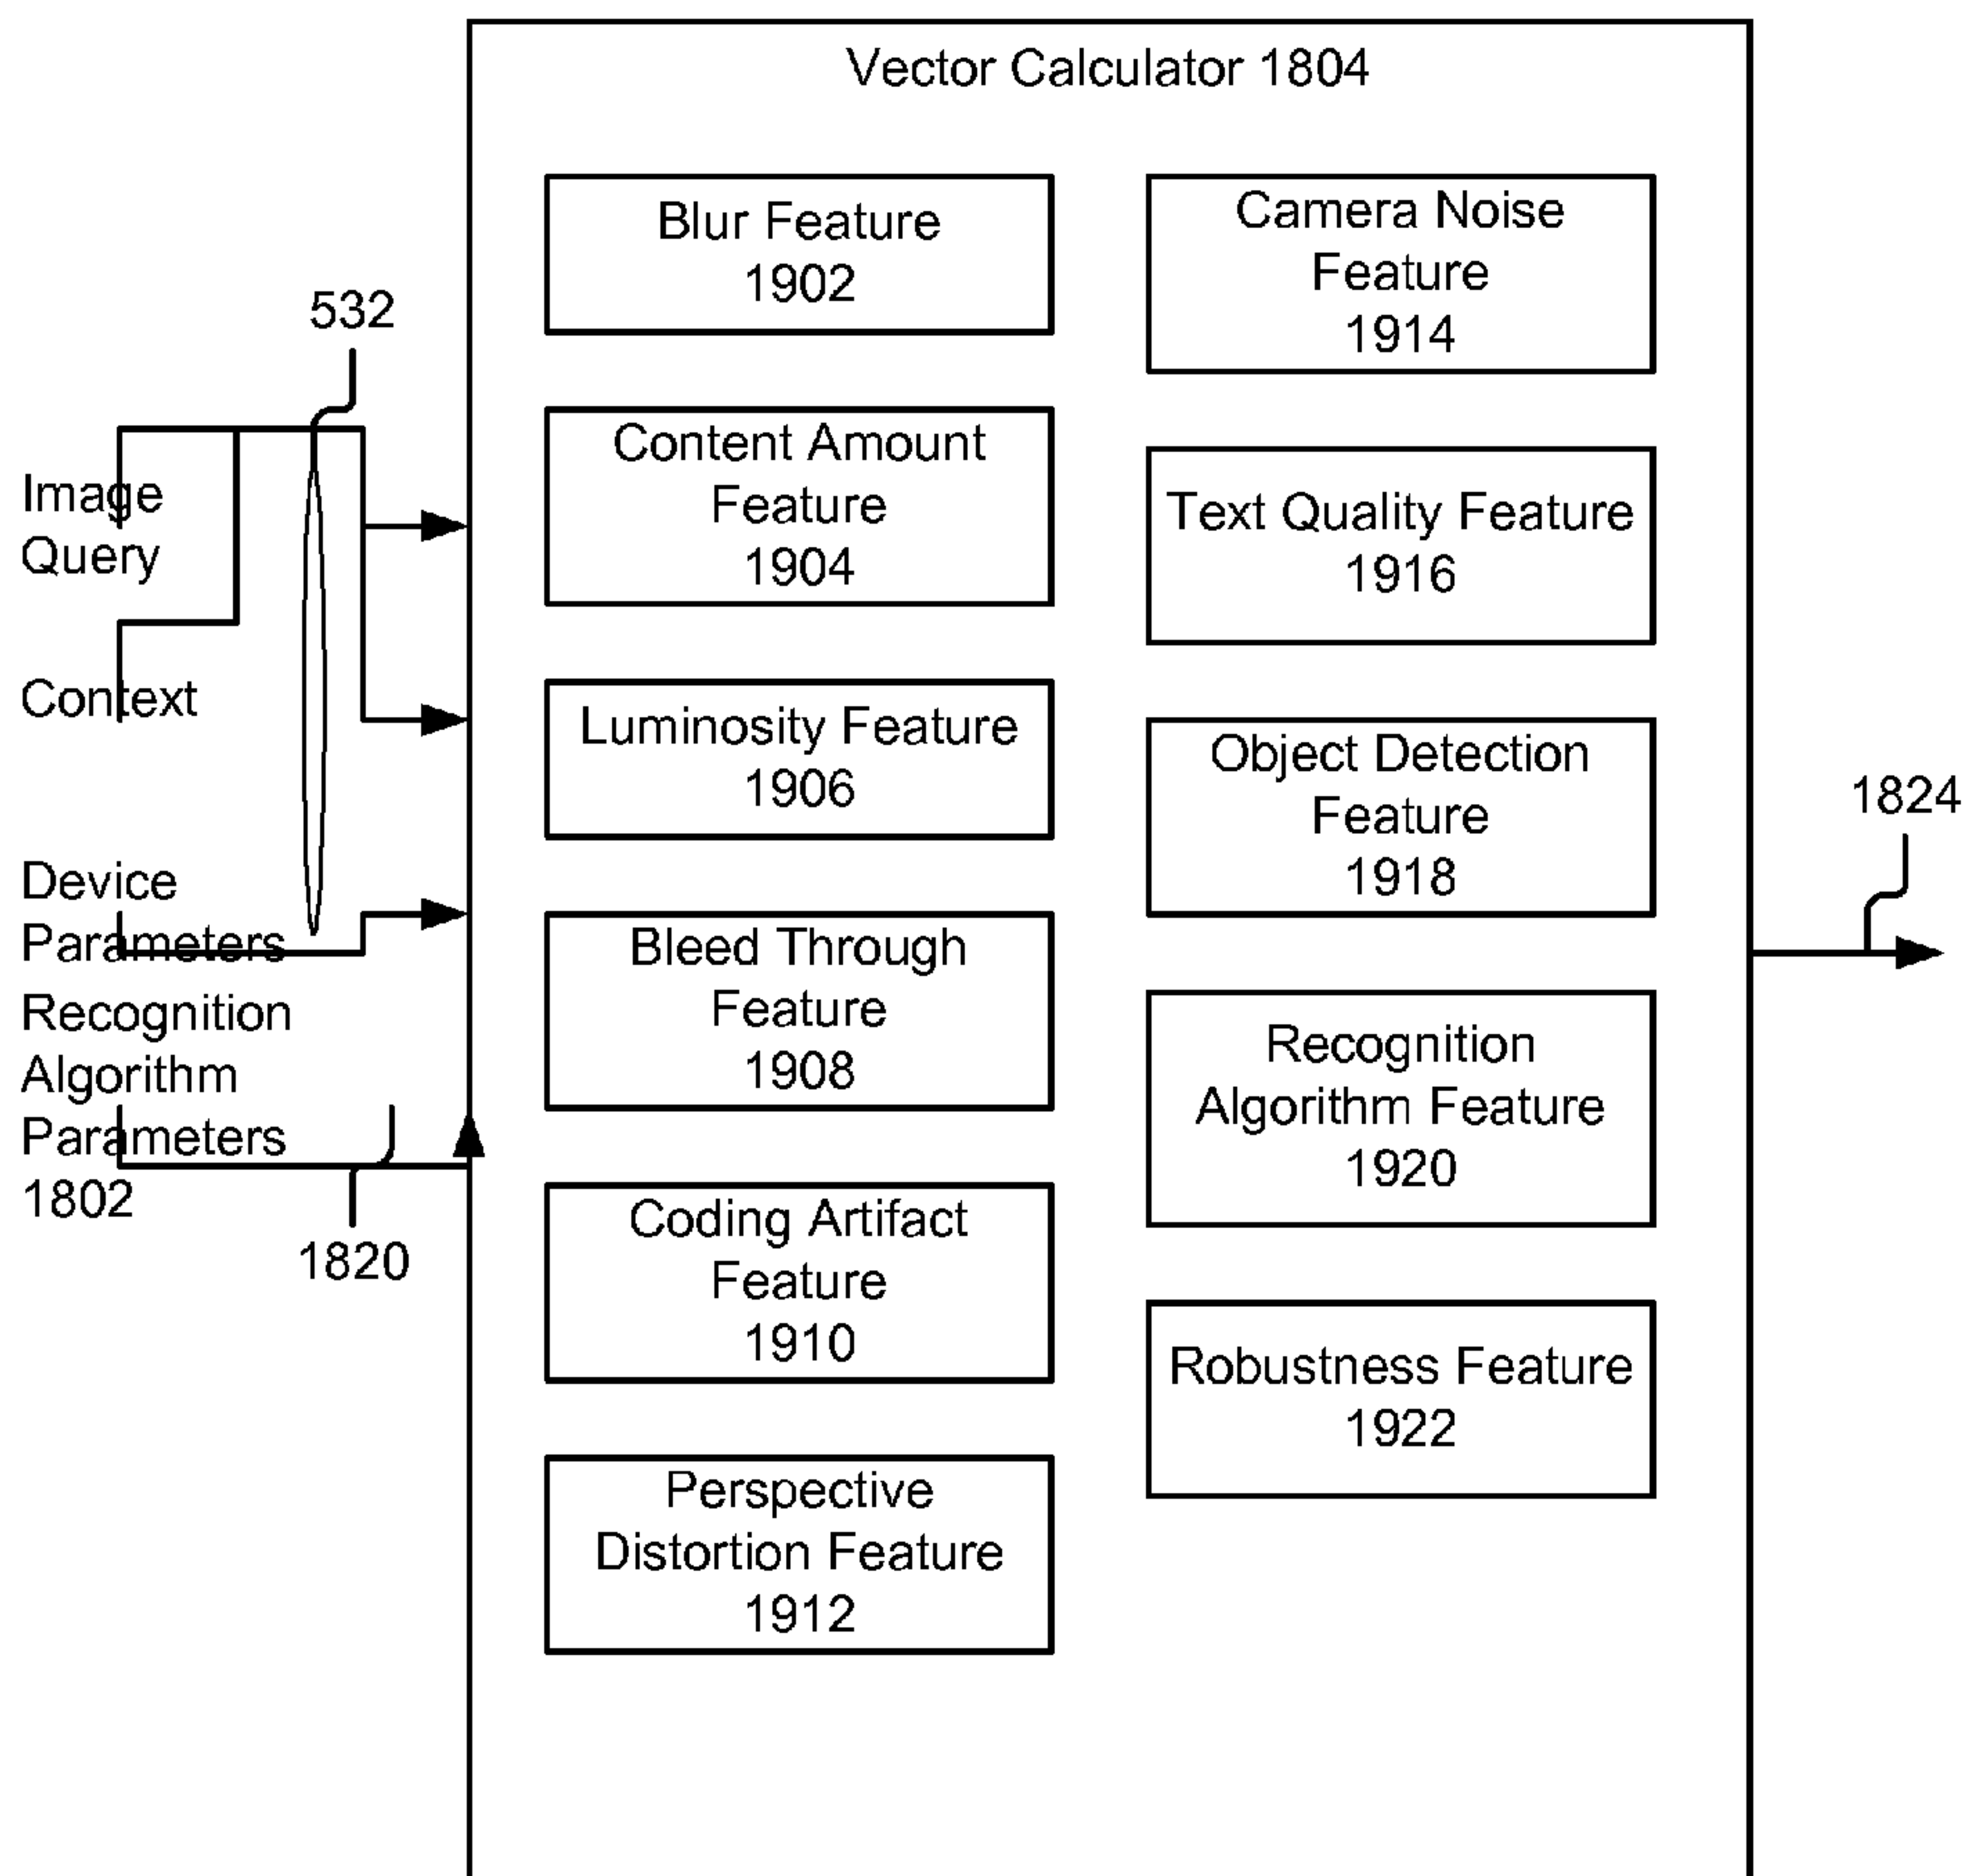 Vector Calculator 1804
532
Image
Query
Context
Device
Parameters
Recognition
Algorithm
Parameters
1802
1820
Blur Feature
1902
Content Amount
Feature
1904
Luminosity Feature
1906
Bleed Through
Feature
1908
Coding Artifact
Feature
1910
Perspective
Distortion Feature
1912
Camera Noise
Feature
1914
Text Quality Feature
1916
Object Detection
Feature
1918
Recognition
Algorithm Feature
1920
Robustness Feature
1922
1824